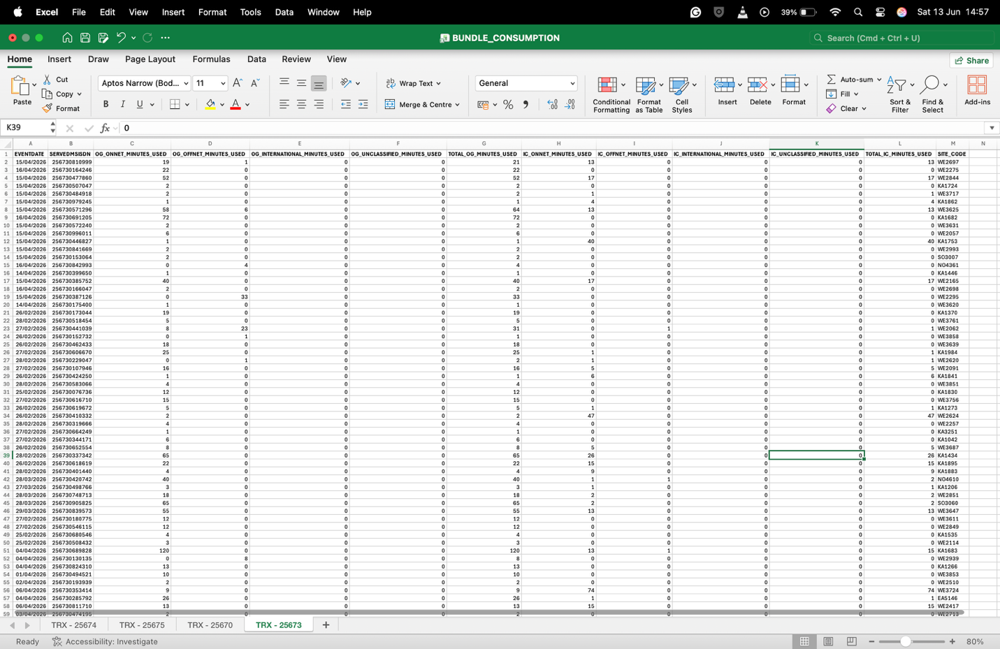 Excel File Edit View Insert Format Tools Data Window Help 39% Sat 13 Jun 14:57
BUNDLE_CONSUMPTION Search (Cmd + Ctrl + U)
Home Insert Draw Page Layout Formulas Data Review View Share
Paste Cut Copy Format Aptos Narrow (Bod... 11 Wrap Text Merge & Centre General Conditional Formatting Format as Table Cell Styles Insert Delete Format Auto-sum Fill Clear Sort & Filter Find & Select Add-ins
K39 fx 0
A B C D E F G H I J K L M N
1 EVENTDATE SERVEDMSISDN OG_ONNET_MINUTES_USED OG_OFFNET_MINUTES_USED OG_INTERNATIONAL_MINUTES_USED OG_UNCLASSIFIED_MINUTES_USED TOTAL_OG_MINUTES_USED IC_ONNET_MINUTES_USED IC_OFFNET_MINUTES_USED IC_INTERNATIONAL_MINUTES_USED IC_UNCLASSIFIED_MINUTES_USED TOTAL_IC_MINUTES_USED SITE_CODE
2 15/04/2026 256730810999 19 1 0 0 21 13 0 0 0 13 WE2697
3 16/04/2026 256730164246 22 0 0 0 22 0 0 0 0 0 WE2275
4 15/04/2026 256730477860 52 0 0 0 52 17 0 0 0 17 WE2844
5 15/04/2026 256730507047 2 0 0 0 2 0 0 0 0 0 KA1724
6 15/04/2026 256730484918 2 0 0 0 2 1 0 0 0 1 WE3717
7 15/04/2026 256730979245 1 0 0 0 1 4 0 0 0 4 KA1862
8 15/04/2026 256730571296 58 6 0 0 64 13 0 0 0 13 WE3625
9 16/04/2026 256730691205 72 0 0 0 72 0 0 0 0 0 KA1682
10 15/04/2026 256730572240 2 0 0 0 2 0 0 0 0 0 WE3631
11 15/04/2026 256730996011 6 0 0 0 6 0 0 0 0 0 WE2057
12 15/04/2026 256730446827 1 0 0 0 1 40 0 0 0 40 KA1753
13 15/04/2026 256730841669 2 0 0 0 2 0 0 0 0 0 WE2993
14 15/04/2026 256730153064 2 0 0 0 2 0 0 0 0 0 SO3007
15 16/04/2026 256730842993 0 4 0 0 4 0 0 0 0 0 NO4361
16 14/04/2026 256730399650 1 0 0 0 1 0 0 0 0 0 KA1446
17 15/04/2026 256730385752 40 0 0 0 40 17 0 0 0 17 WE2165
18 16/04/2026 256730166047 2 0 0 0 2 0 0 0 0 0 WE2698
19 15/04/2026 256730387126 0 33 0 0 33 0 0 0 0 0 WE2295
20 14/04/2026 256730175400 1 0 0 0 1 0 0 0 0 0 WE3620
21 26/02/2026 256730173044 19 0 0 0 19 0 0 0 0 0 KA1370
22 28/02/2026 256730518454 5 0 0 0 5 0 0 0 0 0 WE3761
23 27/02/2026 256730441039 8 23 0 0 31 0 1 0 0 1 WE2062
24 26/02/2026 256730152732 0 1 0 0 1 0 0 0 0 0 WE3858
25 26/02/2026 256730462433 18 0 0 0 18 0 0 0 0 0 WE3639
26 27/02/2026 256730606670 25 0 0 0 25 1 0 0 0 1 KA1984
27 28/02/2026 256730229047 0 1 0 0 2 1 0 0 0 1 WE2620
28 27/02/2026 256730107946 16 0 0 0 16 5 0 0 0 5 WE2091
29 26/02/2026 256730424250 1 0 0 0 1 6 0 0 0 6 KA1841
30 28/02/2026 256730583066 4 0 0 0 4 0 0 0 0 0 WE3851
31 25/02/2026 256730076736 12 0 0 0 12 0 0 0 0 0 KA1830
32 27/02/2026 256730616710 15 0 0 0 15 0 0 0 0 0 WE3756
33 26/02/2026 256730619672 5 0 0 0 5 1 0 0 0 1 KA1273
34 26/02/2026 256730410332 2 0 0 0 2 47 0 0 0 47 WE2624
35 28/02/2026 256730319666 4 0 0 0 4 0 0 0 0 0 WE2257
36 27/02/2026 256730664249 1 0 0 0 1 0 0 0 0 0 KA3251
37 27/02/2026 256730344171 6 0 0 0 6 0 0 0 0 0 KA1042
38 26/02/2026 256730652554 8 0 0 0 8 5 0 0 0 5 WE3687
39 28/02/2026 256730337342 65 0 0 0 65 26 0 0 0 26 KA1434
40 26/02/2026 256730618619 22 0 0 0 22 15 0 0 0 15 KA1895
41 28/02/2026 256730401440 4 0 0 0 4 9 0 0 0 9 KA1883
42 28/03/2026 256730420742 40 0 0 0 40 1 1 0 0 2 NO4610
43 27/03/2026 256730498766 3 0 0 0 3 1 0 0 0 1 KA1206
44 28/03/2026 256730748713 18 0 0 0 18 2 0 0 0 2 WE2851
45 28/03/2026 256730905825 65 0 0 0 65 2 0 0 0 2 SO3060
46 29/03/2026 256730839573 55 0 0 0 55 13 0 0 0 13 WE3647
47 27/02/2026 256730180775 12 0 0 0 12 0 0 0 0 0 WE3611
48 27/02/2026 256730546115 12 0 0 0 12 0 0 0 0 0 WE2849
49 25/02/2026 256730680546 4 0 0 0 4 0 0 0 0 0 KA1535
50 25/02/2026 256730508432 3 0 0 0 3 0 0 0 0 0 WE2114
51 04/04/2026 256730689828 120 0 0 0 120 13 1 0 0 15 KA1683
52 04/04/2026 256730130135 0 8 0 0 8 0 0 0 0 0 WE2939
53 04/04/2026 256730824310 13 0 0 0 13 0 0 0 0 0 KA1266
54 01/04/2026 256730494521 10 0 0 0 10 0 0 0 0 0 WE3853
55 02/04/2026 256730193939 2 0 0 0 2 0 0 0 0 0 WE2510
56 06/04/2026 256730353414 9 0 0 0 9 74 0 0 0 74 WE3724
57 04/04/2026 256730285792 26 0 0 0 26 1 0 0 0 1 EA5146
58 06/04/2026 256730811710 13 0 0 0 13 15 0 0 0 15 WE2417
59 03/04/2026 256730474195 2 0 0 0 2 0 0 0 0 0 WE2713
TRX - 25674 TRX - 25675 TRX - 25670 TRX - 25673
Ready Accessibility: Investigate 80%